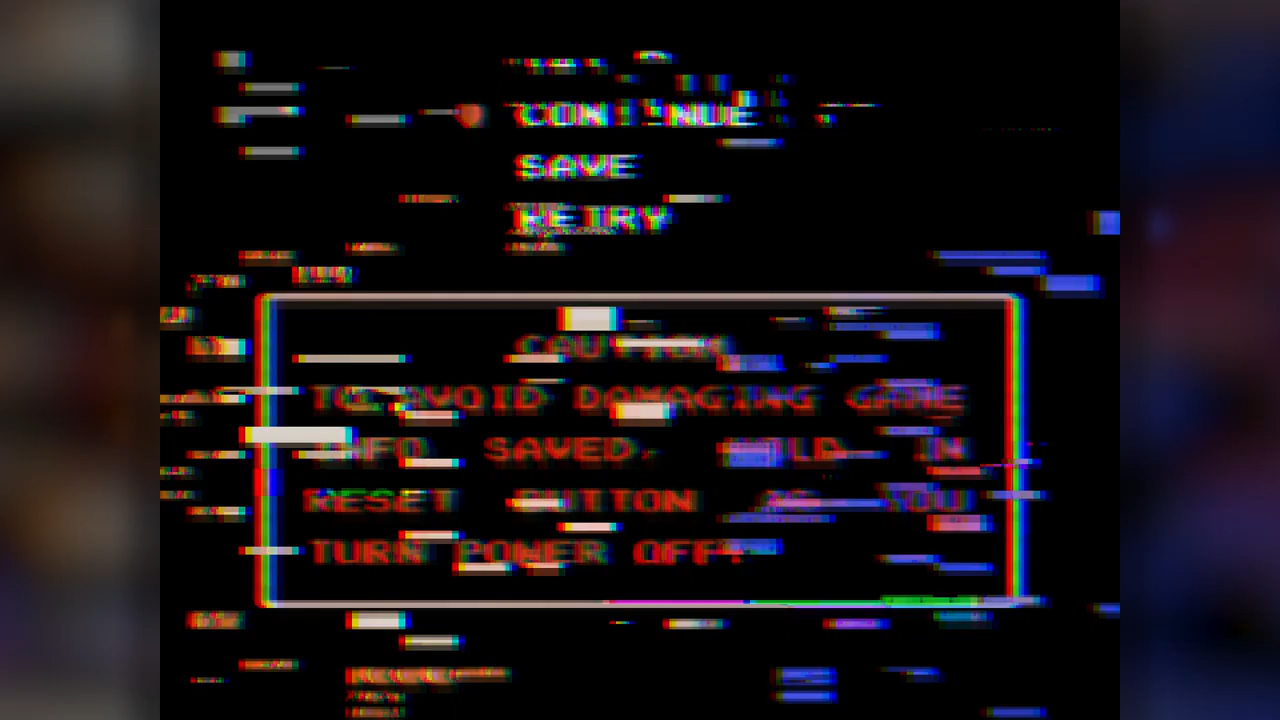 CONTINUE
SAVE
RETRY
CAUTION
TO AVOID DAMAGING GAME
INFO SAVED, HOLD IN
RESET BUTTON AS YOU
TURN POWER OFF!